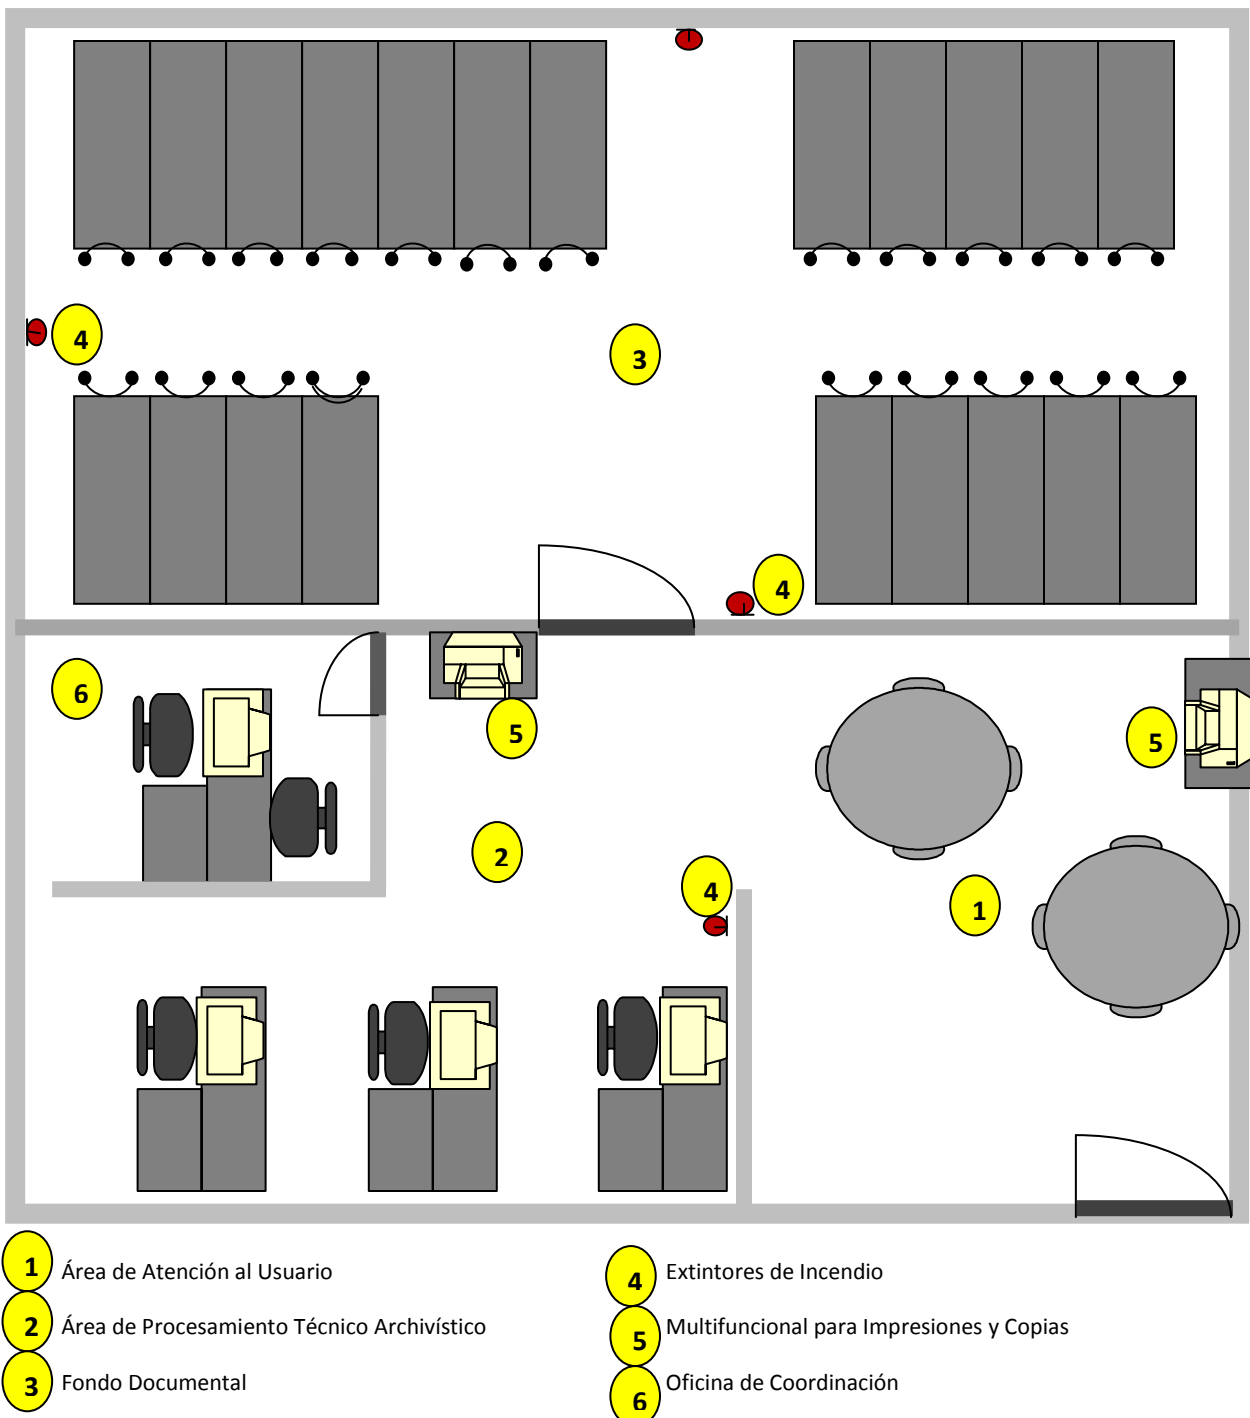 4
3
4
6
5
5
2
4
1
1 Área de Atención al Usuario
2 Área de Procesamiento Técnico Archivístico
3 Fondo Documental
4 Extintores de Incendio
5 Multifuncional para Impresiones y Copias
6 Oficina de Coordinación